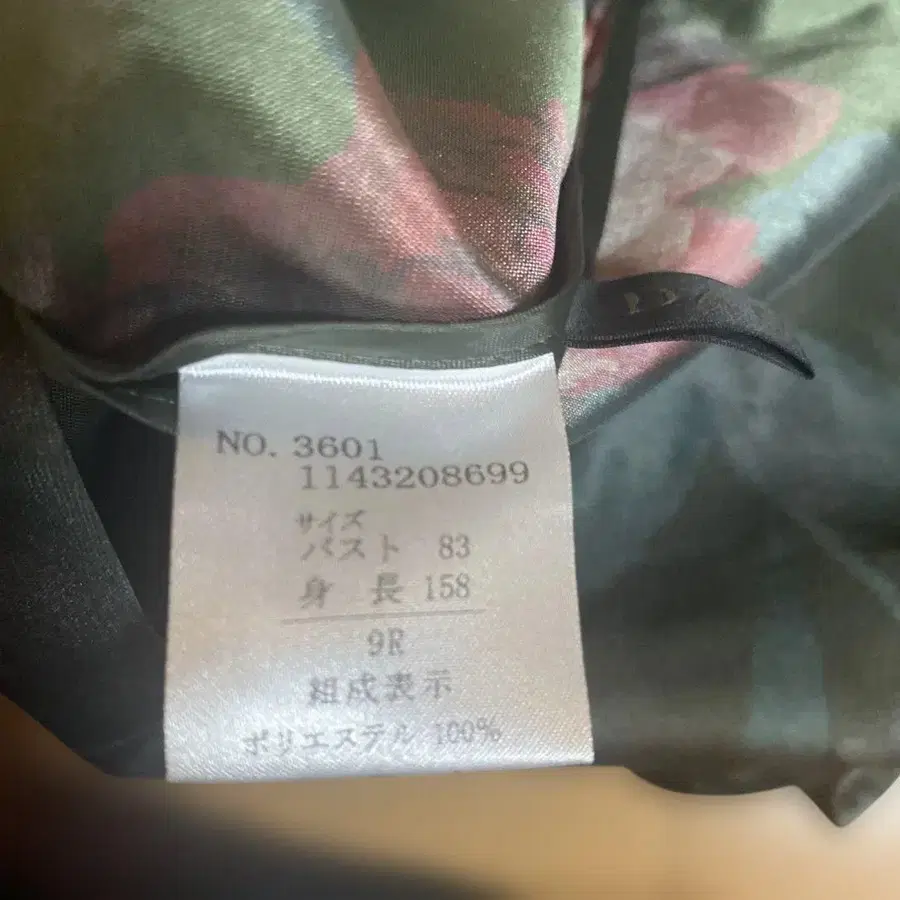 NO. 3601
1143208699
サイズ
バスト 83
身 長 158
9R
組成表示
ポリエステル 100%